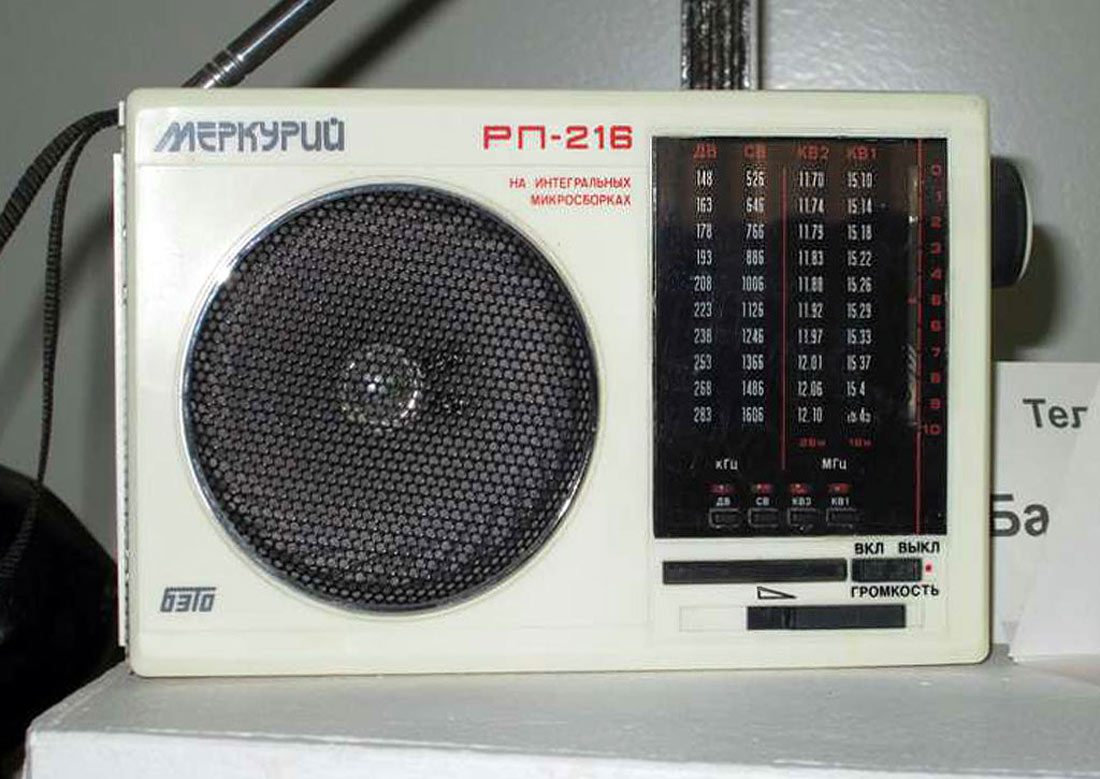 МЕРКУРИЙ
РП-216
НА ИНТЕГРАЛЬНЫХ
МИКРОСБОРКАХ
ДВ СВ КВ2 КВ1
148 526 11.70 15.10 0
163 646 11.74 15.14 1
178 766 11.79 15.18 2
193 886 11.83 15.22 3
208 1006 11.88 15.26 4
223 1126 11.92 15.29 5
238 1246 11.97 15.33 6
253 1366 12.01 15.37 7
268 1486 12.06 15.4 8
283 1606 12.10 9
10
кГц МГц
ДВ СВ КВ2 КВ1
ВКЛ ВЫКЛ
ГРОМКОСТЬ
БЭТО
Тег
Ба